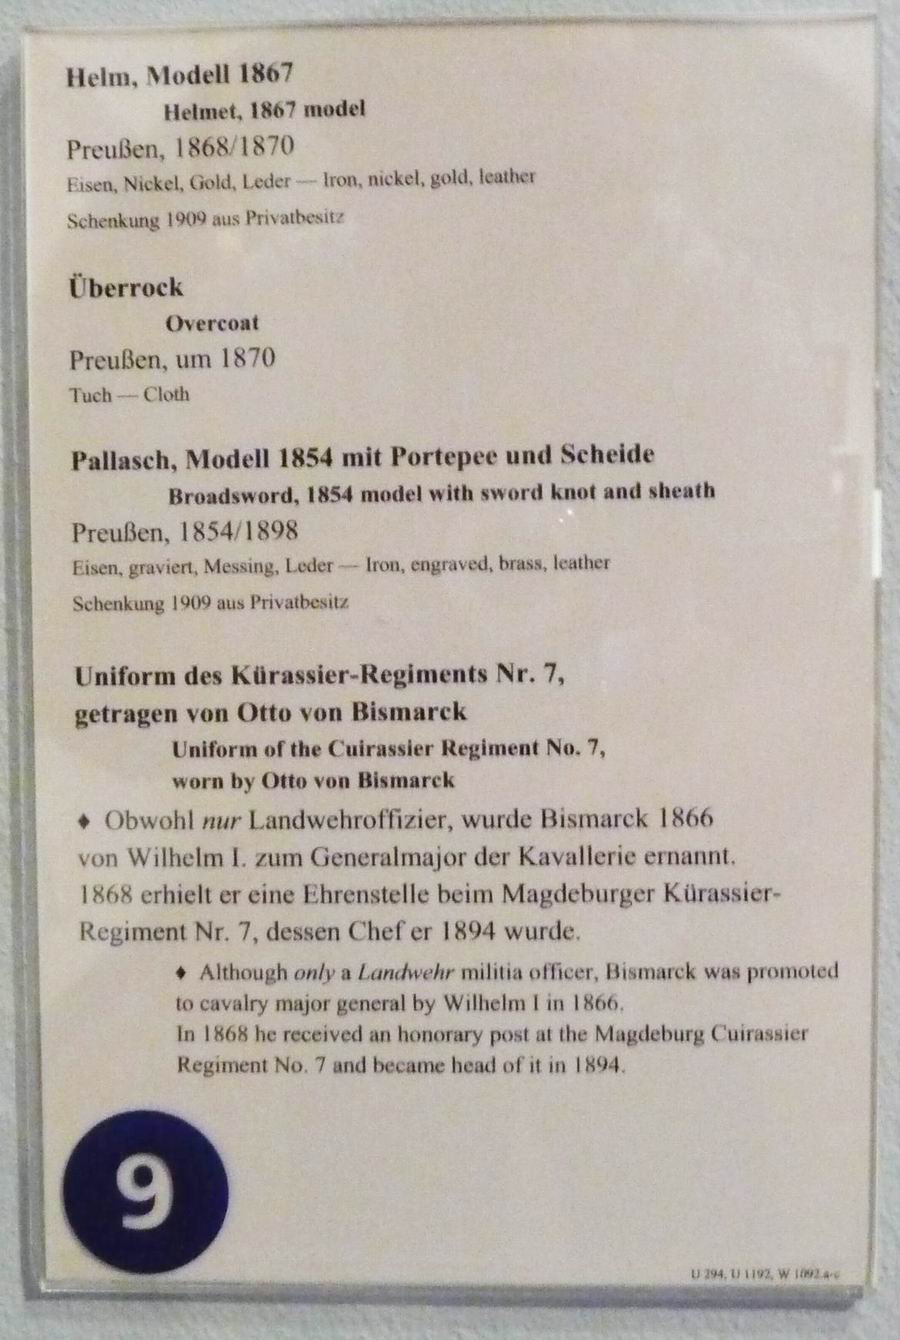 Helm, Modell 1867
Helmet, 1867 model
Preußen, 1868/1870
Eisen, Nickel, Gold, Leder — Iron, nickel, gold, leather
Schenkung 1909 aus Privatbesitz
Überrock
Overcoat
Preußen, um 1870
Tuch — Cloth
Pallasch, Modell 1854 mit Portepee und Scheide
Broadsword, 1854 model with sword knot and sheath
Preußen, 1854/1898
Eisen, graviert, Messing, Leder — Iron, engraved, brass, leather
Schenkung 1909 aus Privatbesitz
Uniform des Kürassier-Regiments Nr. 7,
getragen von Otto von Bismarck
Uniform of the Cuirassier Regiment No. 7,
worn by Otto von Bismarck
♦ Obwohl nur Landwehroffizier, wurde Bismarck 1866
von Wilhelm I. zum Generalmajor der Kavallerie ernannt.
1868 erhielt er eine Ehrenstelle beim Magdeburger Kürassier-
Regiment Nr. 7, dessen Chef er 1894 wurde.
♦ Although only a Landwehr militia officer, Bismarck was promoted
to cavalry major general by Wilhelm I in 1866.
In 1868 he received an honorary post at the Magdeburg Cuirassier
Regiment No. 7 and became head of it in 1894.
9
U 294, U 1192, W 1092 a-c